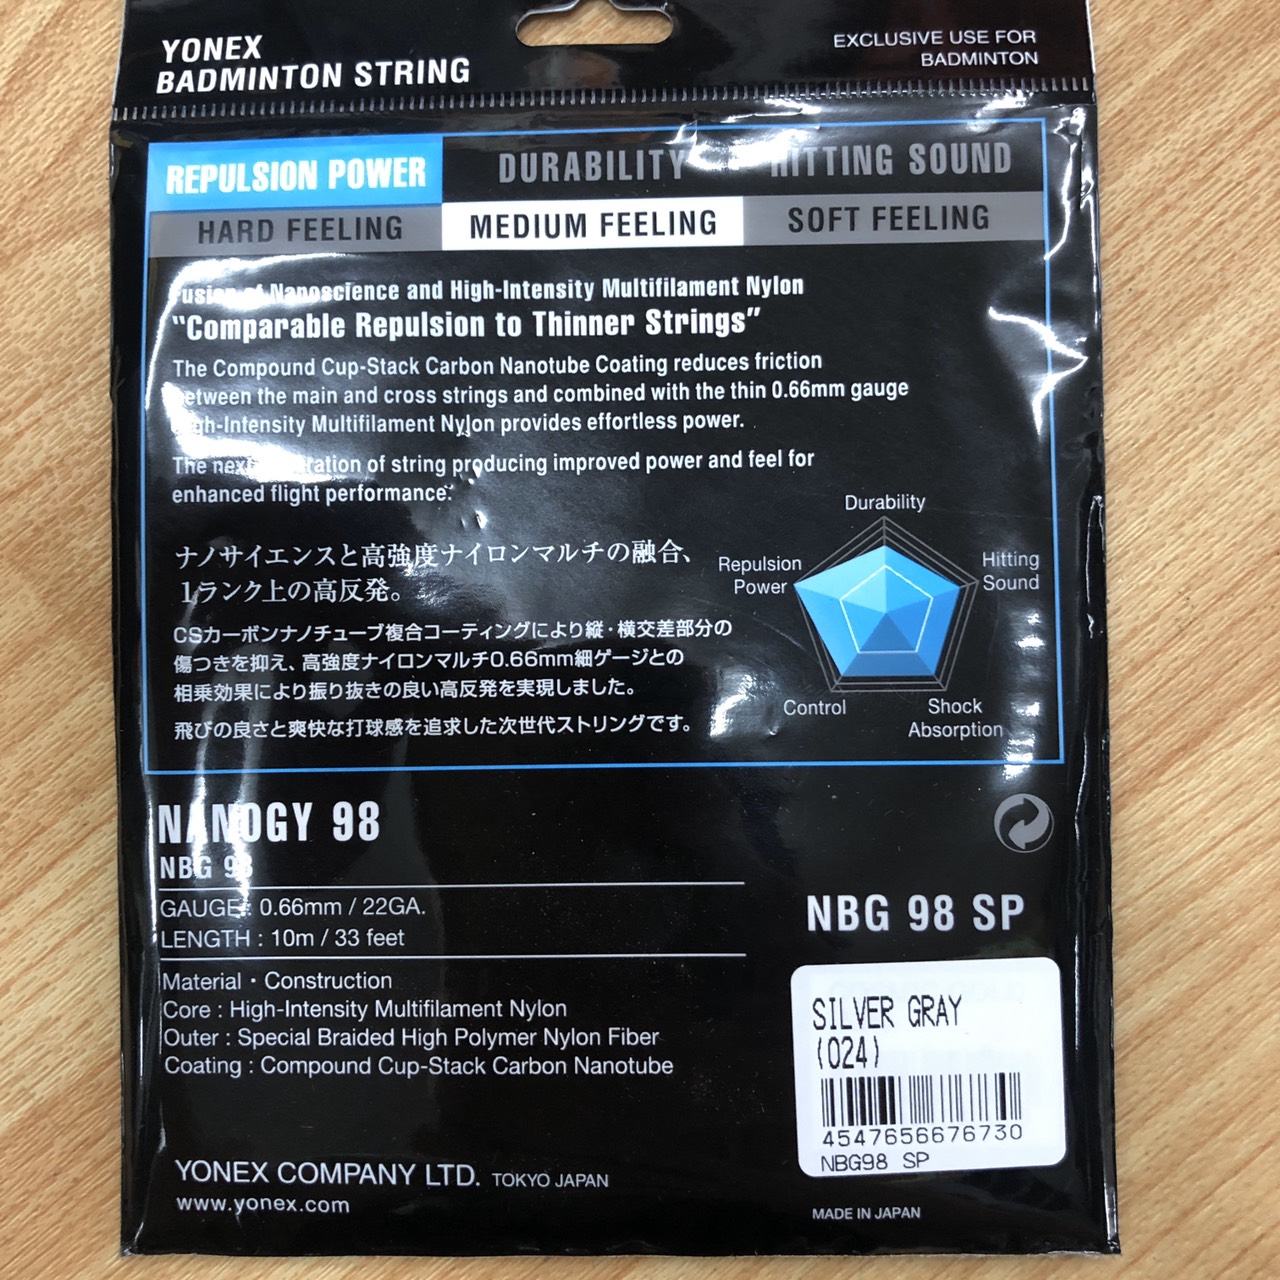 YONEX
BADMINTON STRING
EXCLUSIVE USE FOR
BADMINTON
REPULSION POWER DURABILITY HITTING SOUND
HARD FEELING MEDIUM FEELING SOFT FEELING
Fusion of Nanoscience and High-Intensity Multifilament Nylon
"Comparable Repulsion to Thinner Strings"
The Compound Cup-Stack Carbon Nanotube Coating reduces friction
between the main and cross strings and combined with the thin 0.66mm gauge
High-Intensity Multifilament Nylon provides effortless power.
The next generation of string producing improved power and feel for
enhanced flight performance.
ナノサイエンスと高強度ナイロンマルチの融合、
1ランク上の高反発。
CSカーボンナノチューブ複合コーティングにより縦・横交差部分の
傷つきを抑え、高強度ナイロンマルチ0.66mm細ゲージとの
相乗効果により振り抜きの良い高反発を実現しました。
飛びの良さと爽快な打球感を追求した次世代ストリングです。
Durability
Repulsion
Power
Hitting
Sound
Control
Shock
Absorption
NANOGY 98
NBG 98
GAUGE : 0.66mm / 22GA.
LENGTH : 10m / 33 feet
Material・Construction
Core : High-Intensity Multifilament Nylon
Outer : Special Braided High Polymer Nylon Fiber
Coating : Compound Cup-Stack Carbon Nanotube
NBG 98 SP
SILVER GRAY
(024)
4547656676730
NBG98 SP
YONEX COMPANY LTD. TOKYO JAPAN
www.yonex.com
MADE IN JAPAN